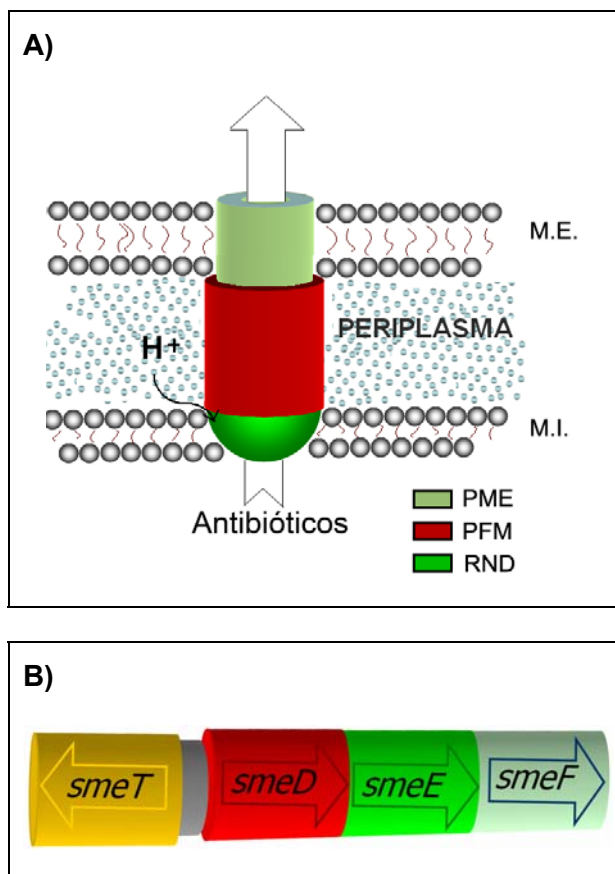 A)
M.E.
PERIPLASMA
H+
M.I.
Antibióticos
PME
PFM
RND
B)
smeT smeD smeE smeF